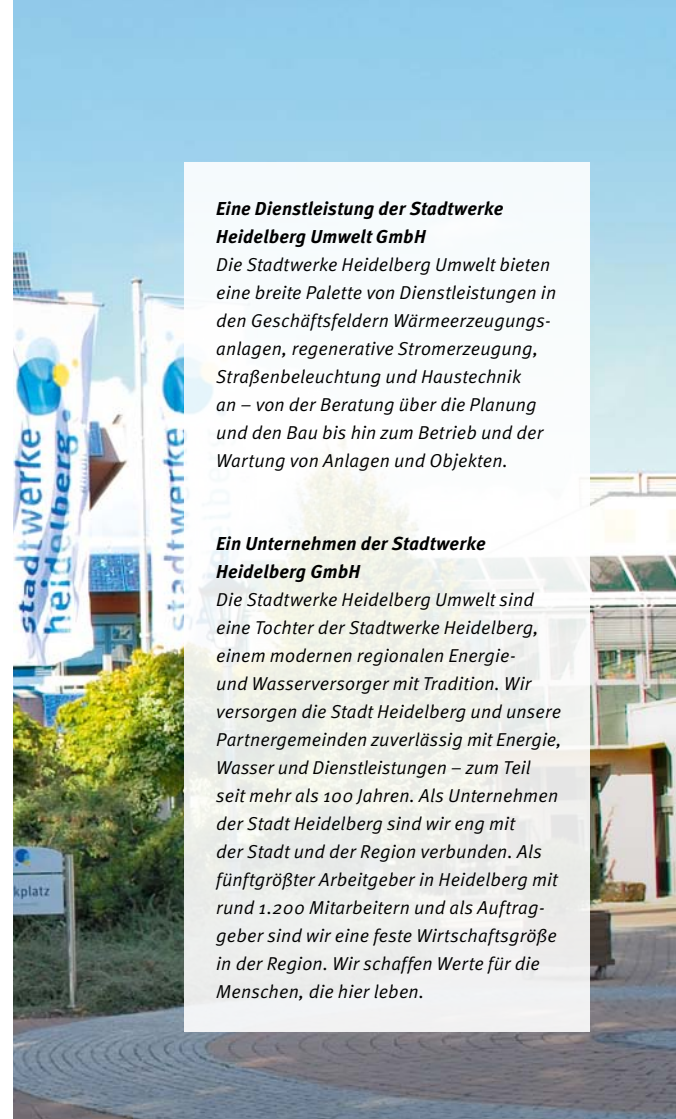 Eine Dienstleistung der Stadtwerke
Heidelberg Umwelt GmbH
Die Stadtwerke Heidelberg Umwelt bieten
eine breite Palette von Dienstleistungen in
den Geschäftsfeldern Wärmeerzeugungs-
anlagen, regenerative Stromerzeugung,
Straßenbeleuchtung und Haustechnik
an – von der Beratung über die Planung
und den Bau bis hin zum Betrieb und der
Wartung von Anlagen und Objekten.
Ein Unternehmen der Stadtwerke
Heidelberg GmbH
Die Stadtwerke Heidelberg Umwelt sind
eine Tochter der Stadtwerke Heidelberg,
einem modernen regionalen Energie-
und Wasserversorger mit Tradition. Wir
versorgen die Stadt Heidelberg und unsere
Partnergemeinden zuverlässig mit Energie,
Wasser und Dienstleistungen – zum Teil
seit mehr als 100 Jahren. Als Unternehmen
der Stadt Heidelberg sind wir eng mit
der Stadt und der Region verbunden. Als
fünftgrößter Arbeitgeber in Heidelberg mit
rund 1.200 Mitarbeitern und als Auftrag-
geber sind wir eine feste Wirtschaftsgröße
in der Region. Wir schaffen Werte für die
Menschen, die hier leben.
stadtwerke
heidelberg
stadtwerke
kplatz